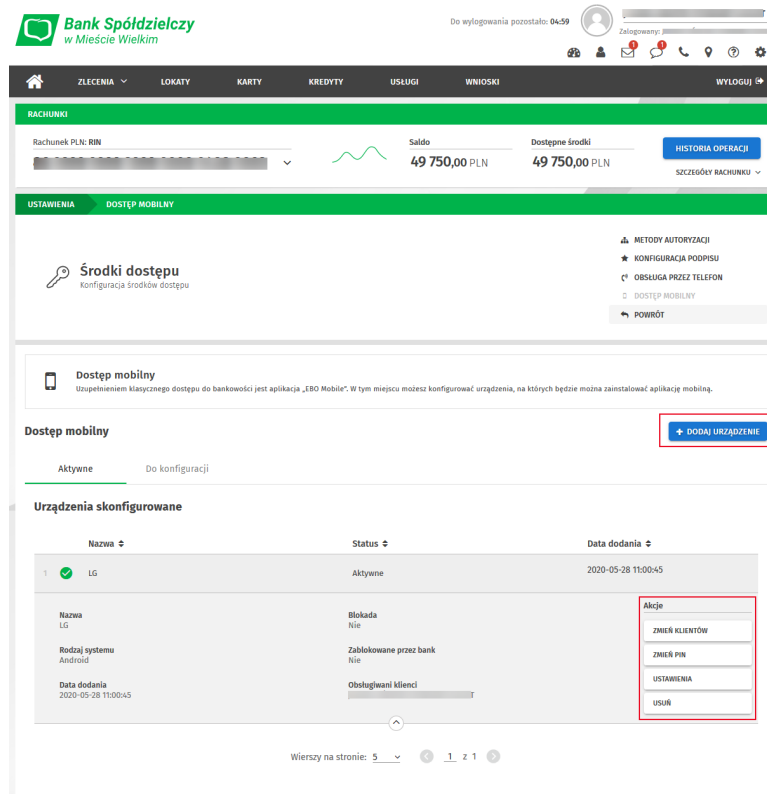 Bank Spółdzielczy
w Mieście Wielkim
Do wylogowania pozostało: 04:59
Zalogowany:
1 1
ZLECENIA LOKATY KARTY KREDYTY USŁUGI WNIOSKI WYLOGUJ
RACHUNKI
Rachunek PLN: RIN Saldo Dostępne środki
49 750,00 PLN 49 750,00 PLN
HISTORIA OPERACJI
SZCZEGÓŁY RACHUNKU
USTAWIENIA DOSTĘP MOBILNY
METODY AUTORYZACJI
KONFIGURACJA PODPISU
OBSŁUGA PRZEZ TELEFON
DOSTĘP MOBILNY
POWRÓT
Środki dostępu
Konfiguracja środków dostępu
Dostęp mobilny
Uzupełnieniem klasycznego dostępu do bankowości jest aplikacja „EBO Mobile". W tym miejscu możesz konfigurować urządzenia, na których będzie można zainstalować aplikację mobilną.
Dostęp mobilny
+ DODAJ URZĄDZENIE
Aktywne Do konfiguracji
Urządzenia skonfigurowane
Nazwa Status Data dodania
1 LG Aktywne 2020-05-28 11:00:45
Nazwa Blokada Akcje
LG Nie
ZMIEŃ KLIENTÓW
Rodzaj systemu Zablokowane przez bank
ZMIEŃ PIN
Android Nie
USTAWIENIA
Data dodania Obsługiwani klienci
2020-05-28 11:00:45
USUŃ
Wierszy na stronie: 5 1 z 1